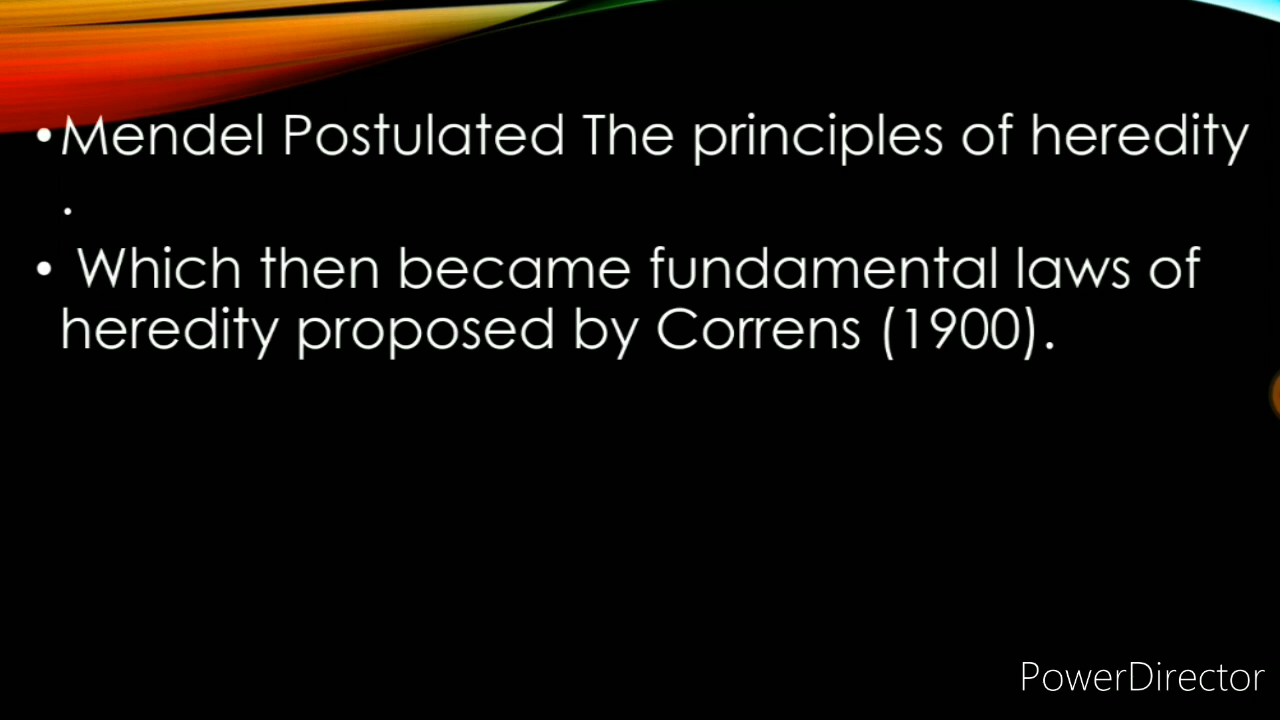 •Mendel Postulated The principles of heredity
.
• Which then became fundamental laws of
heredity proposed by Correns (1900).
PowerDirector